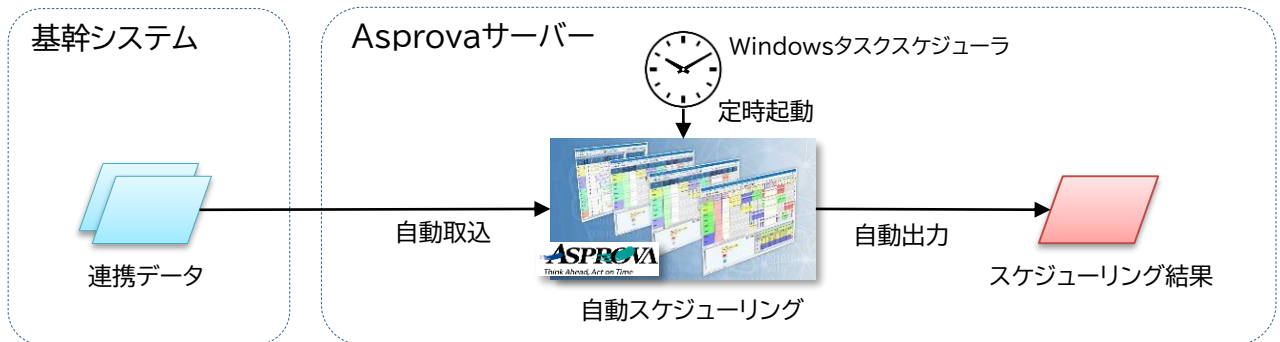 基幹システム
Asprovaサーバー
Windowsタスクスケジューラ
定時起動
自動取込
自動出力
ASPROVA
Think Ahead, Act on Time
連携データ
スケジューリング結果
自動スケジューリング